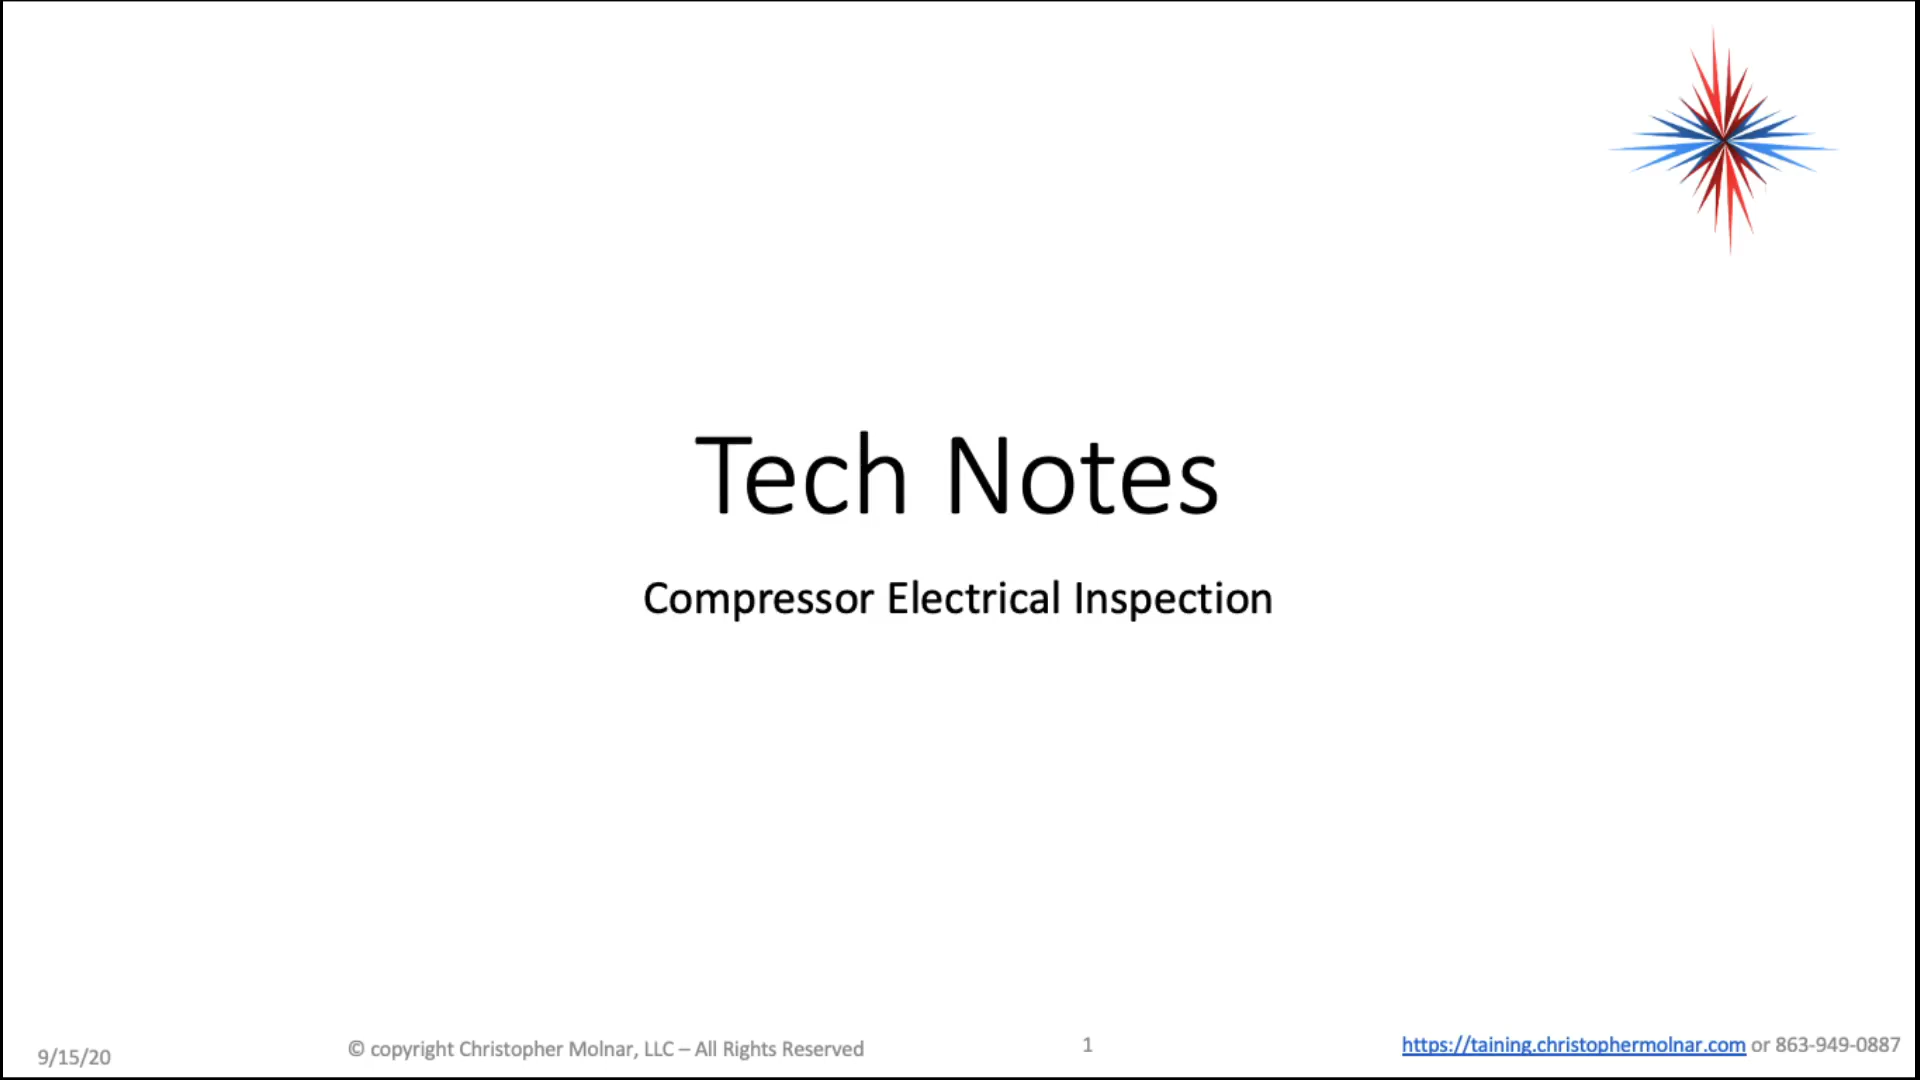 Tech Notes
Compressor Electrical Inspection
9/15/20
© copyright Christopher Molnar, LLC – All Rights Reserved
1
https://taining.christophermolnar.com or 863-949-0887